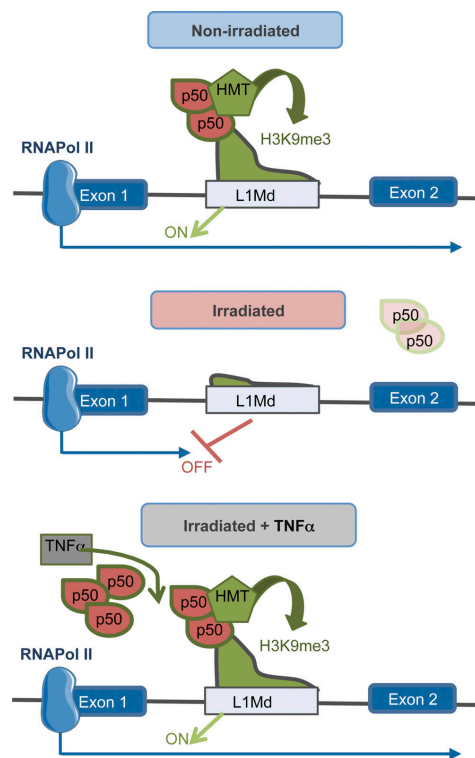 Non-irradiated
p50
HMT
p50
H3K9me3
RNAPol II
Exon 1
L1Md
Exon 2
ON
Irradiated
p50
p50
RNAPol II
Exon 1
L1Md
Exon 2
OFF
Irradiated + TNFα
TNFα
p50
p50
p50
p50
HMT
p50
H3K9me3
RNAPol II
Exon 1
L1Md
Exon 2
ON